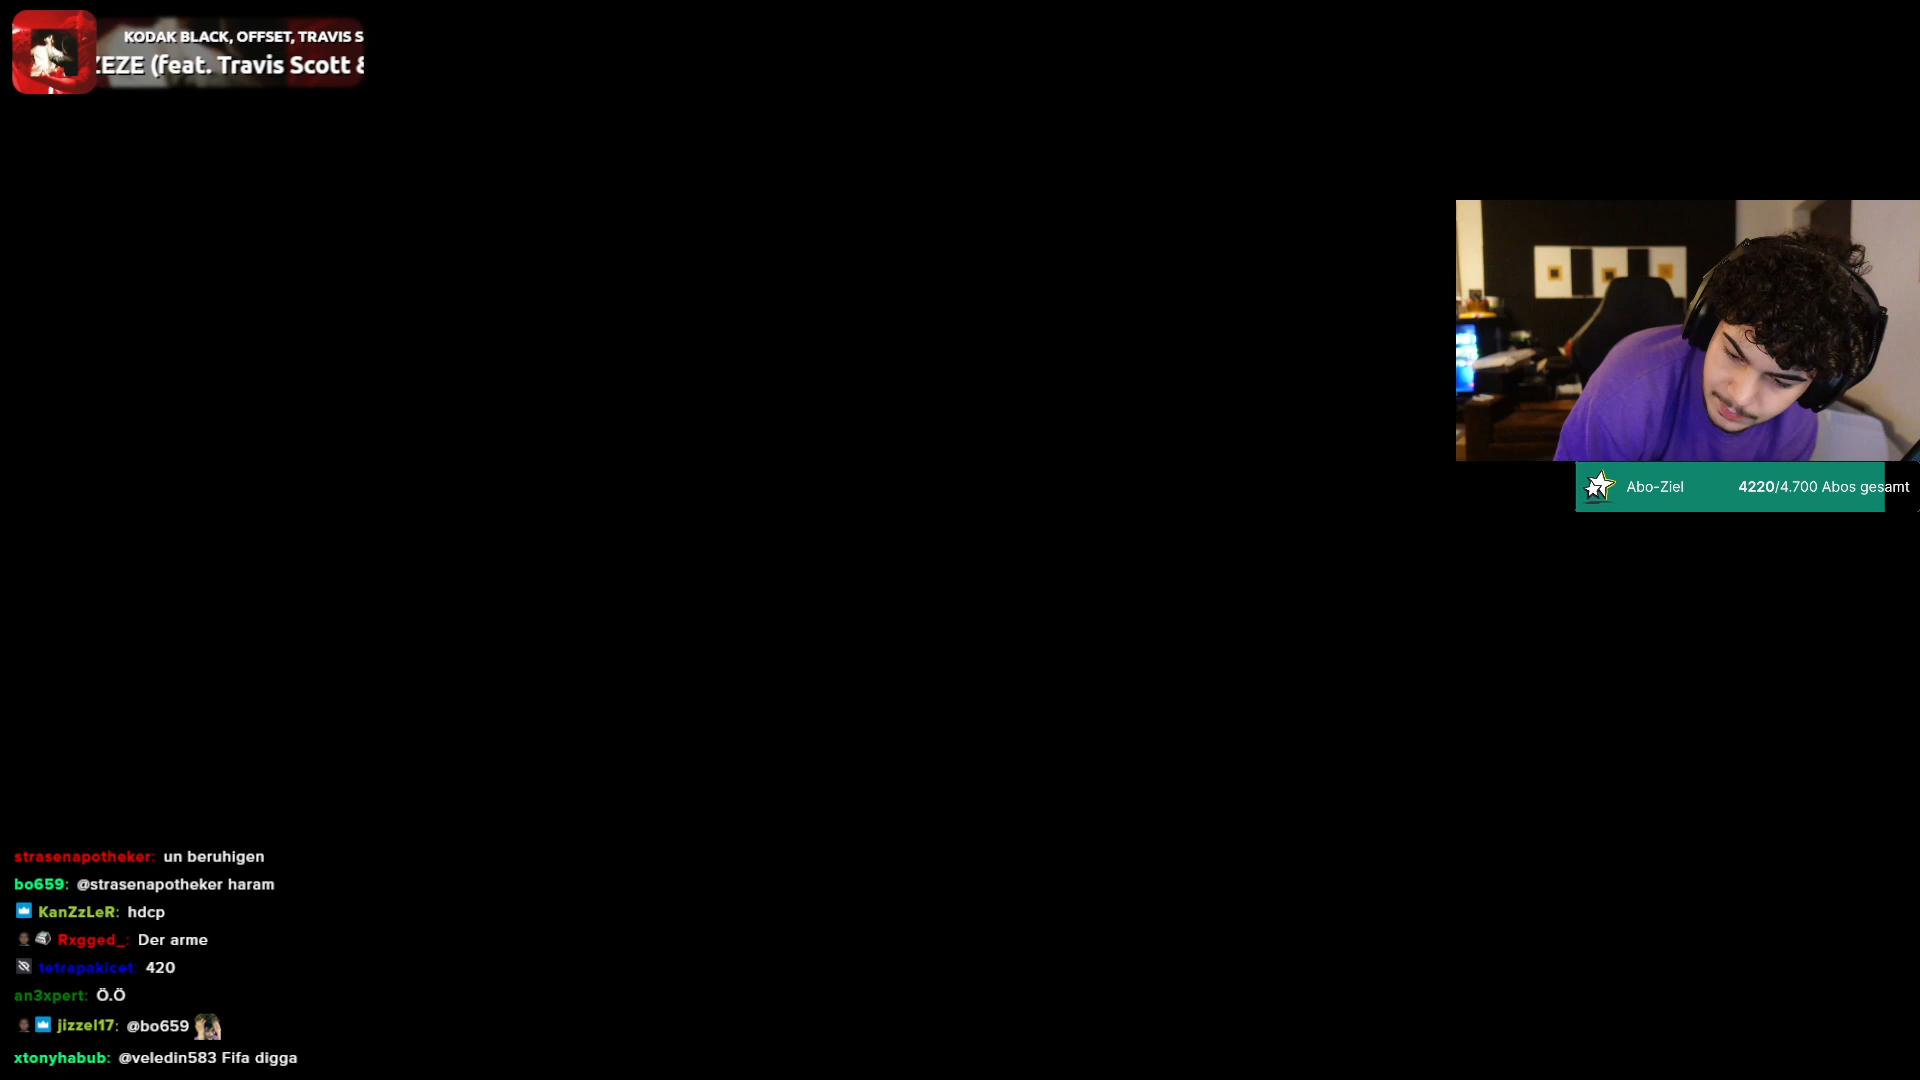 KODAK BLACK, OFFSET, TRAVIS S
ZEZE (feat. Travis Scott &
Abo-Ziel 4220/4.700 Abos gesamt
strasenapotheker: un beruhigen
bo659: @strasenapotheker haram
KanZzLeR: hdcp
Rxgged_: Der arme
tetrapakicet: 420
an3xpert: Ö.Ö
jizzel17: @bo659
xtonyhabub: @veledin583 Fifa digga